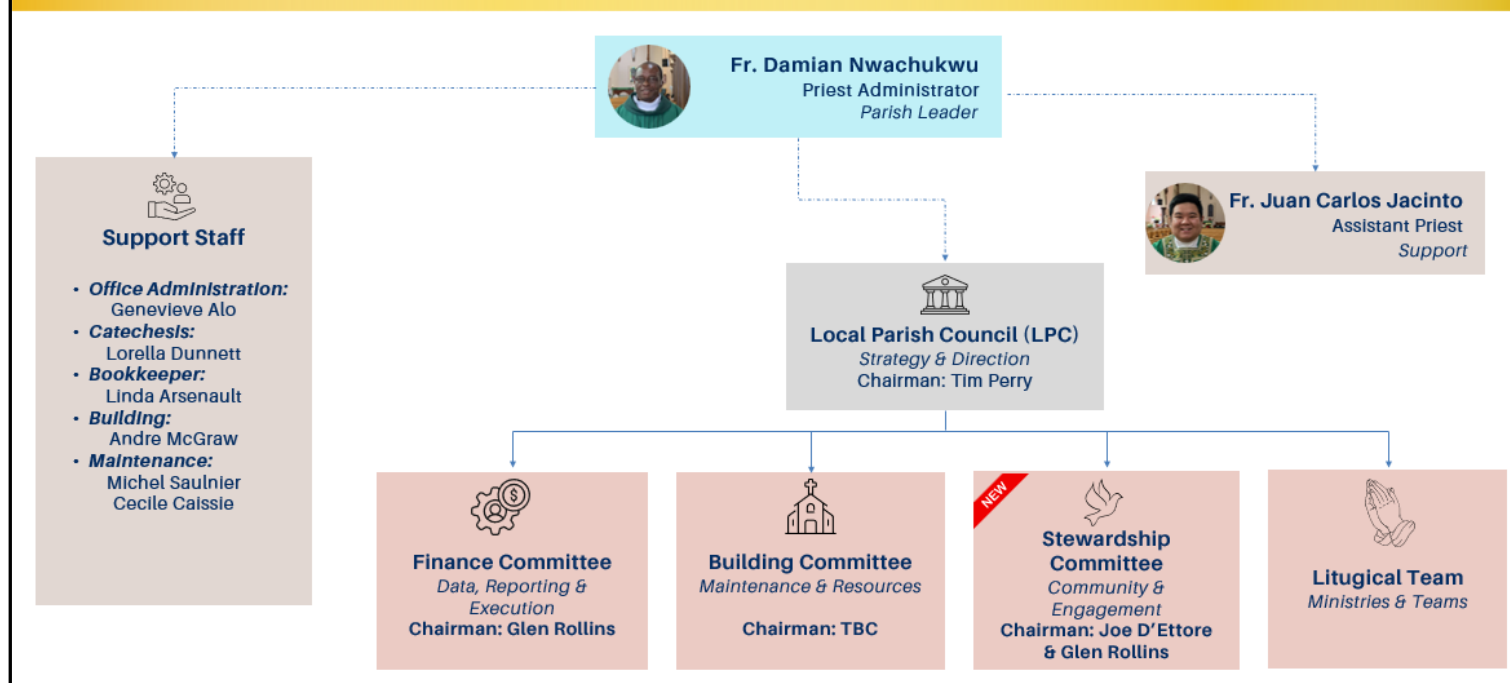 Fr. Damian Nwachukwu
Priest Administrator
Parish Leader
Fr. Juan Carlos Jacinto
Assistant Priest
Support
Support Staff
• Office Administration:
Genevieve Alo
• Catechesis:
Lorella Dunnett
• Bookkeeper:
Linda Arsenault
• Building:
Andre McGraw
• Maintenance:
Michel Saulnier
Cecile Caissie
Local Parish Council (LPC)
Strategy & Direction
Chairman: Tim Perry
Finance Committee
Data, Reporting &
Execution
Chairman: Glen Rollins
Building Committee
Maintenance & Resources
Chairman: TBC
NEW
Stewardship
Committee
Community &
Engagement
Chairman: Joe D'Ettore
& Glen Rollins
Litugical Team
Ministries & Teams